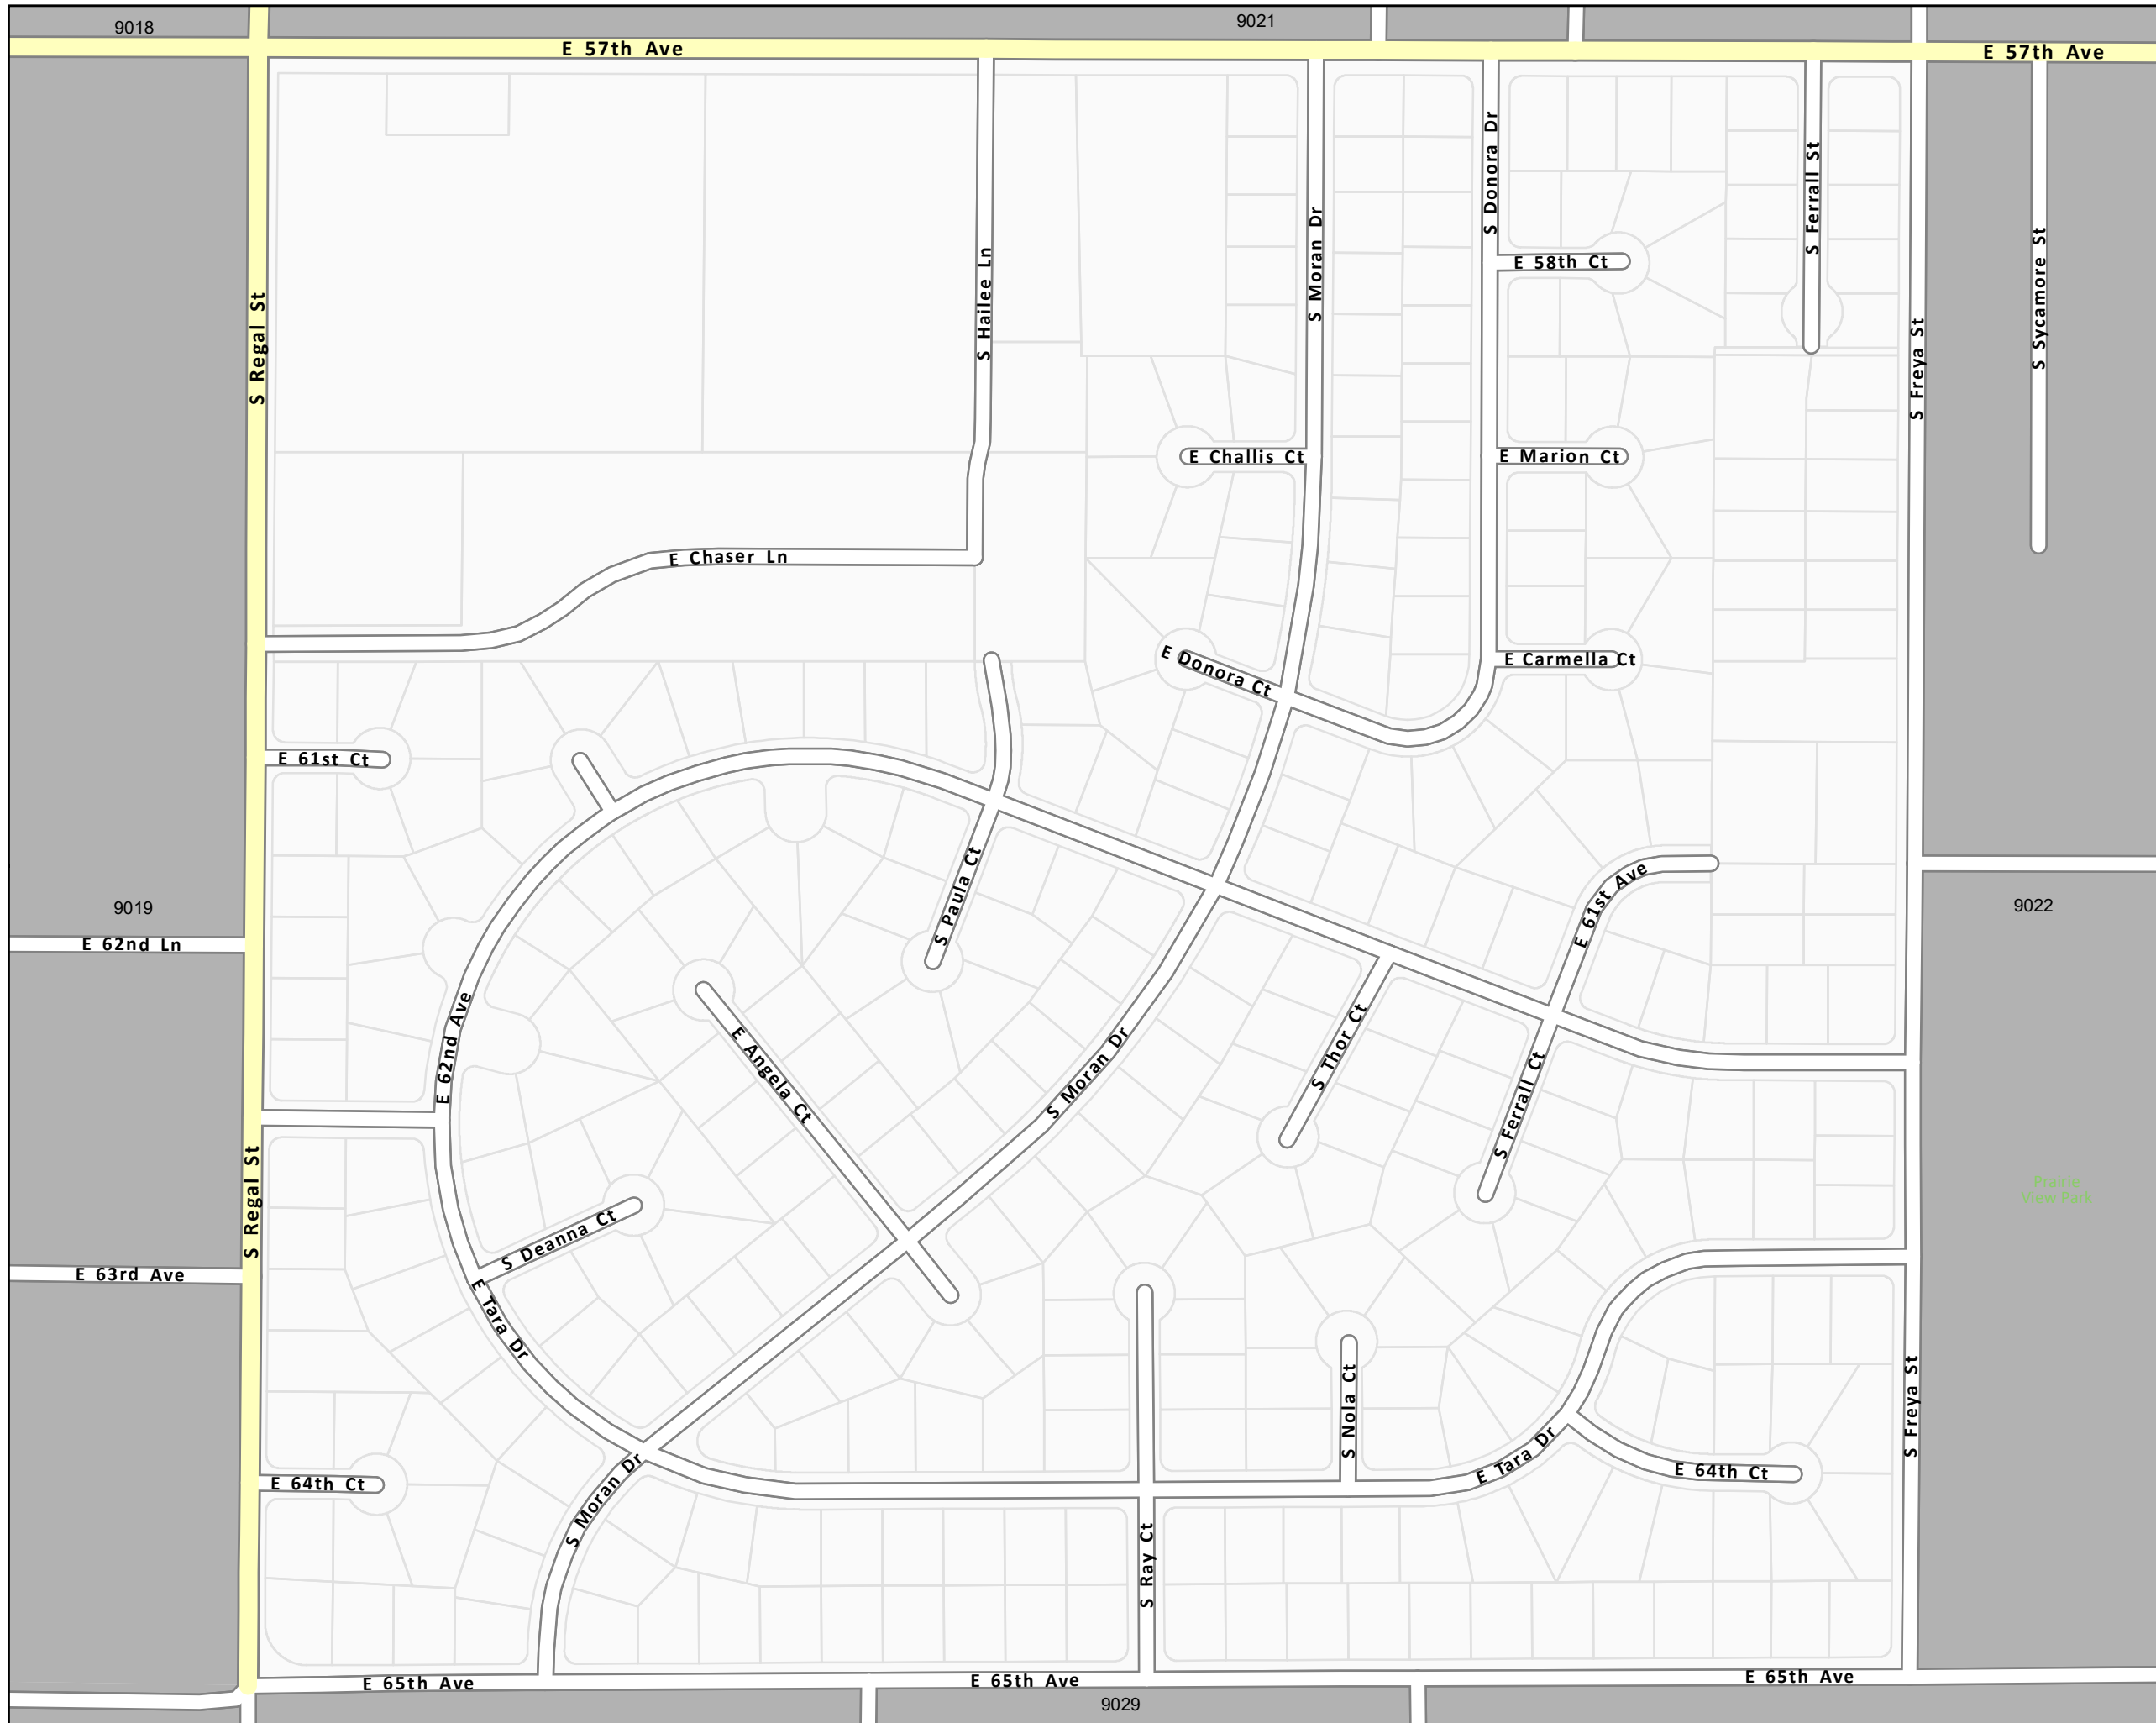 9018
9021
E 57th Ave
E 57th Ave
S Donora Dr
S Ferrall St
S Moran Dr
S Hailee Ln
S Sycamore St
E 58th Ct
S Regal St
S Freya St
E Challis Ct
E Marion Ct
E Chaser Ln
E Donora Ct
E Carmella Ct
E 61st Ct
S Paula Ct
E 61st Ave
9019
9022
E 62nd Ln
E 62nd Ave
E Angela Ct
S Moran Dr
S Thor Ct
S Ferrall Ct
S Regal St
Prairie
View Park
S Deanna Ct
E 63rd Ave
E Tara Dr
S Nola Ct
S Freya St
E Tara Dr
E 64th Ct
E 64th Ct
S Moran Dr
S Ray Ct
E 65th Ave
E 65th Ave
E 65th Ave
9029